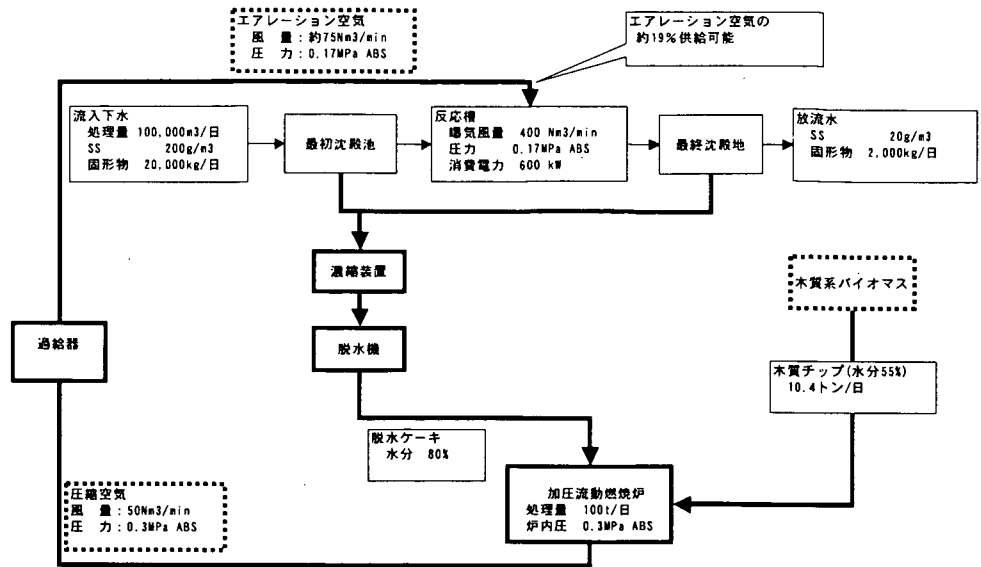 エアレーション空気
風　量：約75Nm3/min
圧　力：0.17MPa ABS
エアレーション空気の
約19%供給可能
流入下水
処理量 100,000m3/日
SS 200g/m3
固形物 20,000kg/日
最初沈殿池
反応槽
曝気風量 400 Nm3/min
圧力 0.17MPa ABS
消費電力 600 kW
最終沈殿地
放流水
SS 20g/m3
固形物 2,000kg/日
濃縮装置
木質系バイオマス
過給器
脱水機
木質チップ(水分55%)
10.4トン/日
脱水ケーキ
水分 80%
圧縮空気
風　量：50Nm3/min
圧　力：0.3MPa ABS
加圧流動燃焼炉
処理量 100t/日
炉内圧 0.3MPa ABS